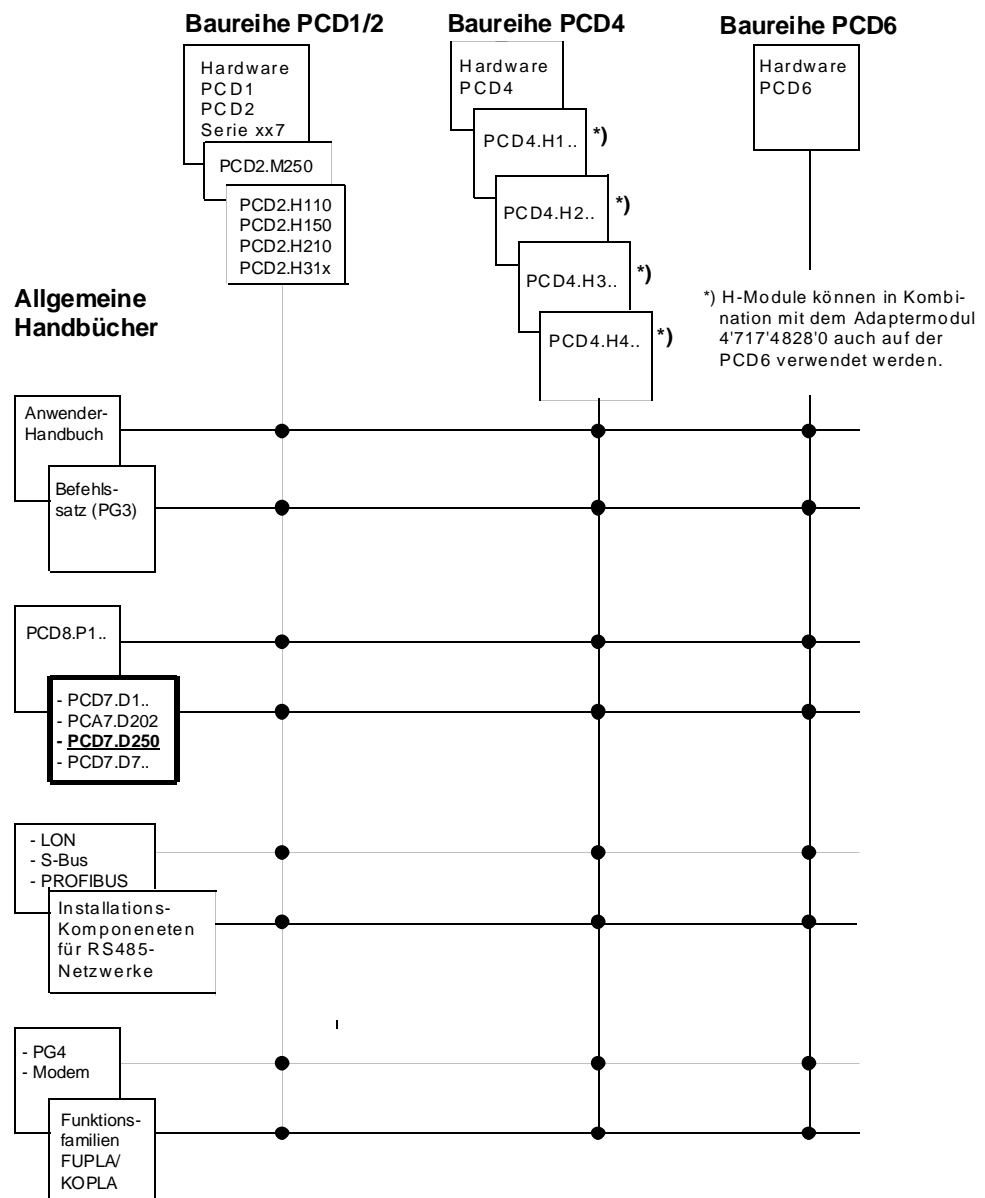 Baureihe PCD1/2
Hardware
PCD1
PCD2
Serie xx7
PCD2.M250
PCD2.H110
PCD2.H150
PCD2.H210
PCD2.H31x
Baureihe PCD4
Hardware
PCD4
PCD4.H1.. *)
PCD4.H2.. *)
PCD4.H3.. *)
PCD4.H4.. *)
Baureihe PCD6
Hardware
PCD6
*) H-Module können in Kombi-
nation mit dem Adaptermodul
4'717'4828'0 auch auf der
PCD6 verwendet werden.
Allgemeine
Handbücher
Anwender-
Handbuch
Befehls-
satz (PG3)
PCD8.P1..
- PCD7.D1..
- PCA7.D202
- PCD7.D250
- PCD7.D7..
- LON
- S-Bus
- PROFIBUS
Installations-
Komponeneten
für RS485-
Netzwerke
- PG4
- Modem
Funktions-
familien
FUPLA/
KOPLA